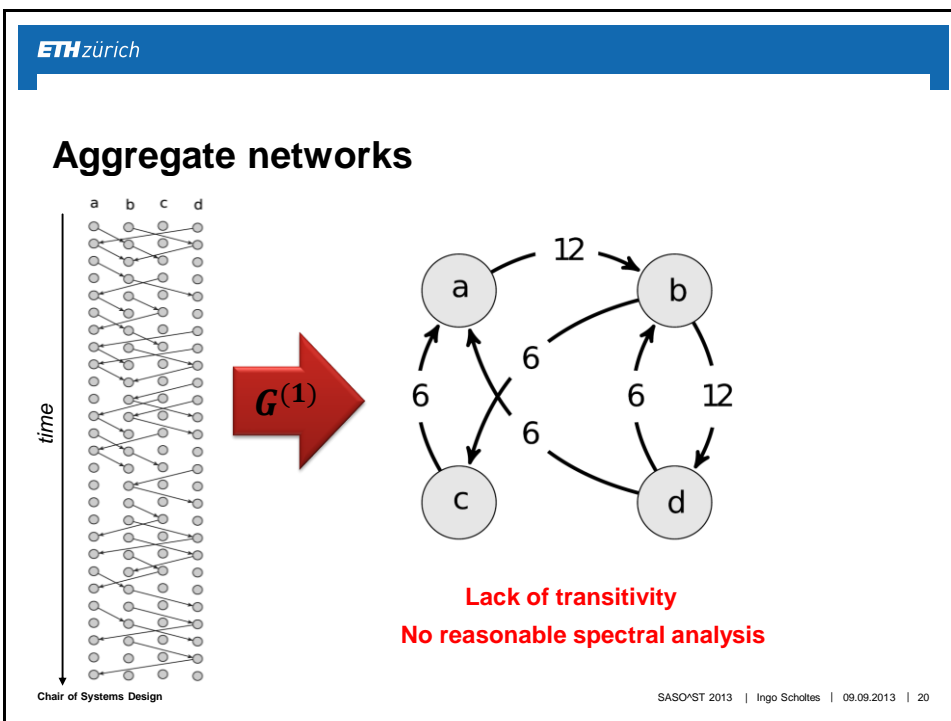 ETH zürich
Aggregate networks
a b c d
time
G(1)
12
a
b
6
6
6
12
6
c
d
Lack of transitivity
No reasonable spectral analysis
Chair of Systems Design
SASO^ST 2013 | Ingo Scholtes | 09.09.2013 | 20